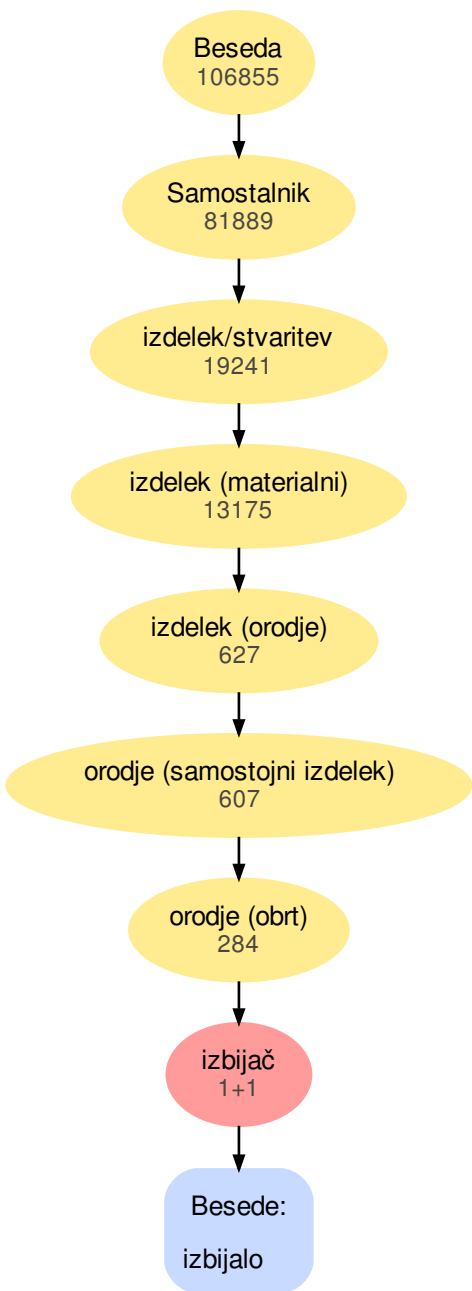 Beseda
106855
Samostalnik
81889
izdelek/stvaritev
19241
izdelek (materialni)
13175
izdelek (orodje)
627
orodje (samostojni izdelek)
607
orodje (obrt)
284
izbijač
1+1
Besede:
izbijalo